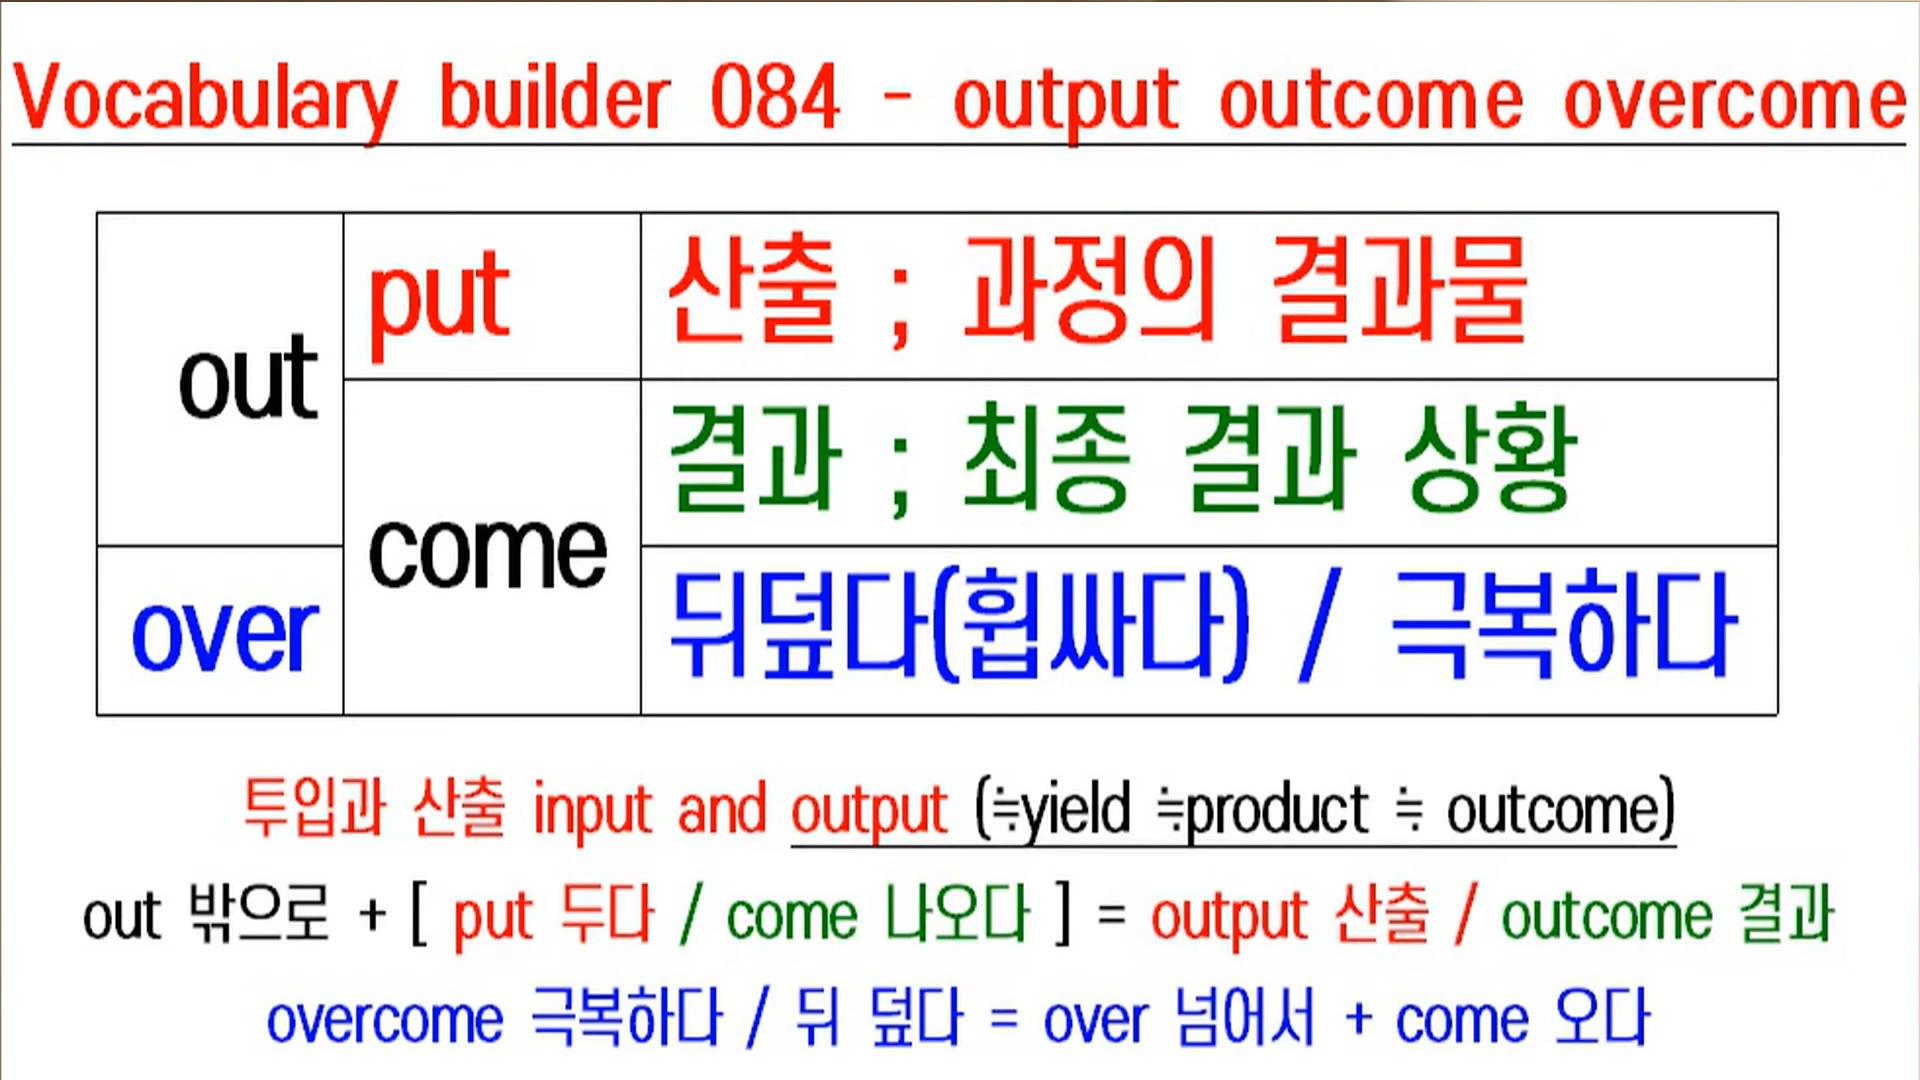 Vocabulary builder 084 - output outcome overcome
out put 산출 ; 과정의 결과물
come 결과 ; 최종 결과 상황
over 뒤덮다(휩싸다) / 극복하다
투입과 산출 input and output (≒yield ≒product ≒ outcome)
out 밖으로 + [ put 두다 / come 나오다 ] = output 산출 / outcome 결과
overcome 극복하다 / 뒤 덮다 = over 넘어서 + come 오다